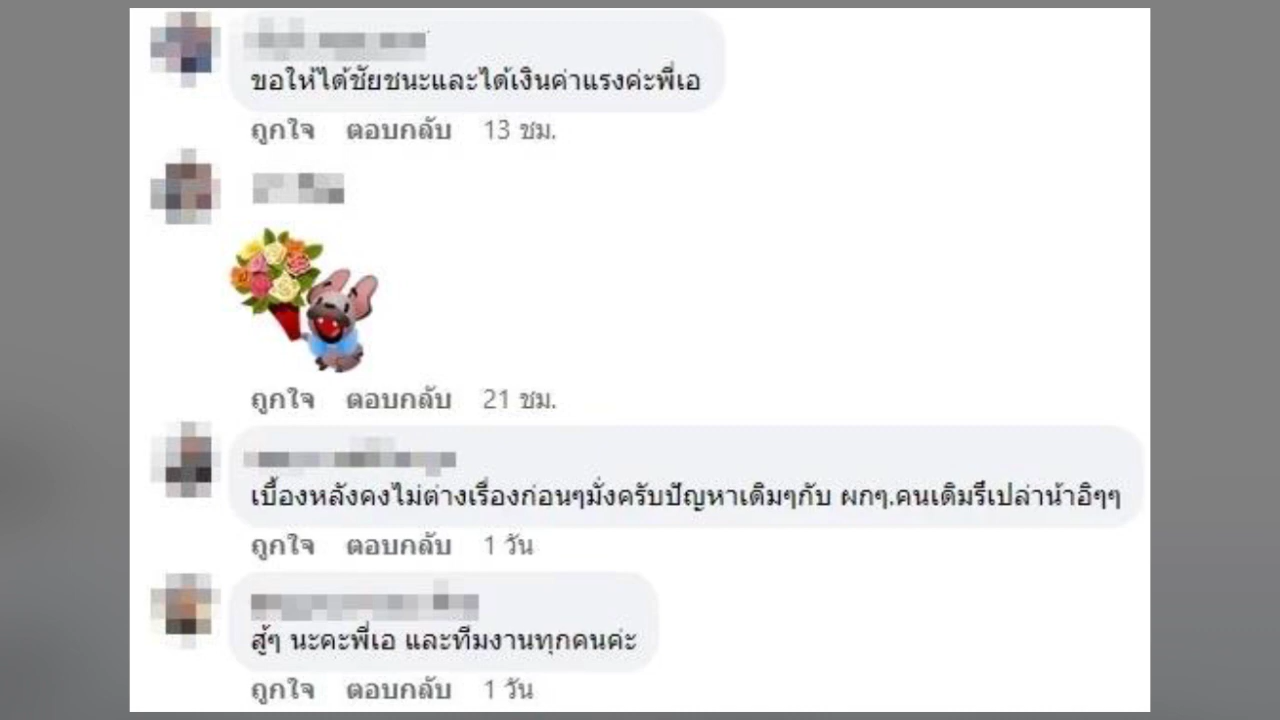 ขอให้ได้ชัยชนะและได้เงินค่าแรงค่ะพี่เอ
ถูกใจ ตอบกลับ 13 ชม.
ถูกใจ ตอบกลับ 21 ชม.
เบื้องหลังคงไม่ต่างเรื่องก่อนๆมั่งครับปัญหาเดิมๆกับ ผกๆ.คนเดิมรึเปล่าน้าอิๆๆ
ถูกใจ ตอบกลับ 1 วัน
สู้ๆ นะคะพี่เอ และทีมงานทุกคนค่ะ
ถูกใจ ตอบกลับ 1 วัน